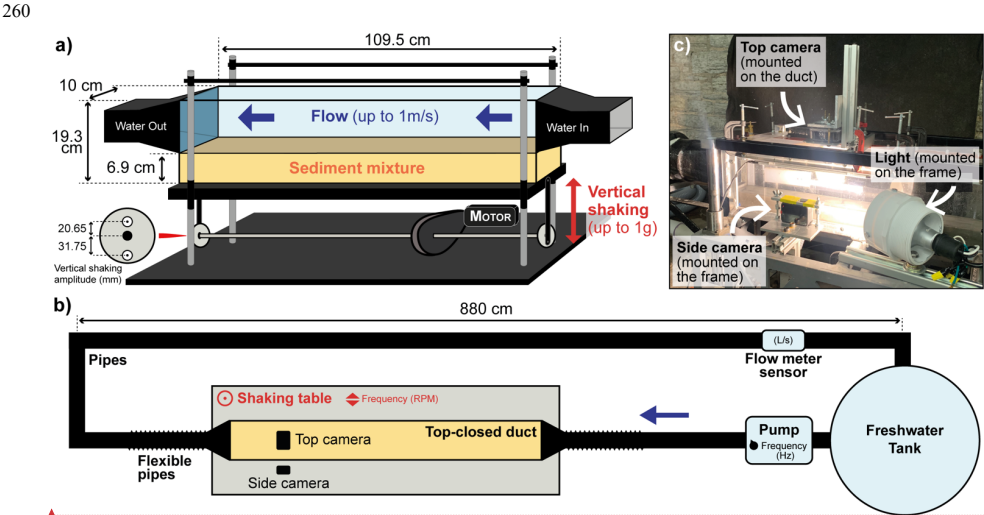 260
a)
109.5 cm
10 cm
Water Out
Flow (up to 1m/s)
Water In
19.3
cm
6.9 cm
Sediment mixture
MOTOR
Vertical
shaking
(up to 1g)
20.65
31.75
Vertical shaking
amplitude (mm)
c)
Top camera
(mounted
on the duct)
Light (mounted
on the frame)
Side camera
(mounted on
the frame)
b)
880 cm
Pipes
(L/s)
Flow meter
sensor
Shaking table
Frequency (RPM)
Top-closed duct
Top camera
Side camera
Flexible
pipes
Pump
Frequency
(Hz)
Freshwater
Tank